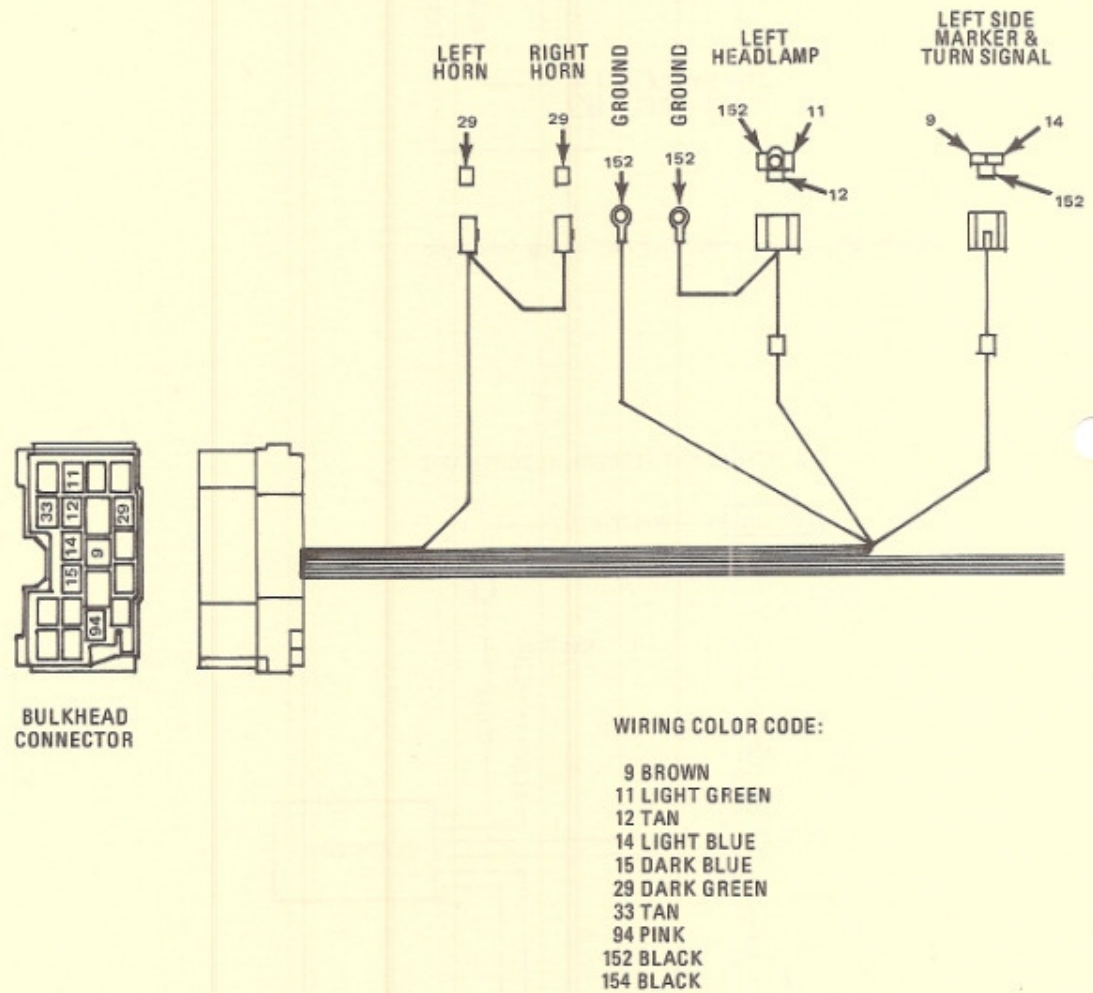 LEFT
HORN
RIGHT
HORN
GROUND
GROUND
LEFT
HEADLAMP
LEFT SIDE
MARKER &
TURN SIGNAL
29
29
152
152
152
11
12
9
14
152
11
33
12
29
14
9
15
94
BULKHEAD
CONNECTOR
WIRING COLOR CODE:
9 BROWN
11 LIGHT GREEN
12 TAN
14 LIGHT BLUE
15 DARK BLUE
29 DARK GREEN
33 TAN
94 PINK
152 BLACK
154 BLACK